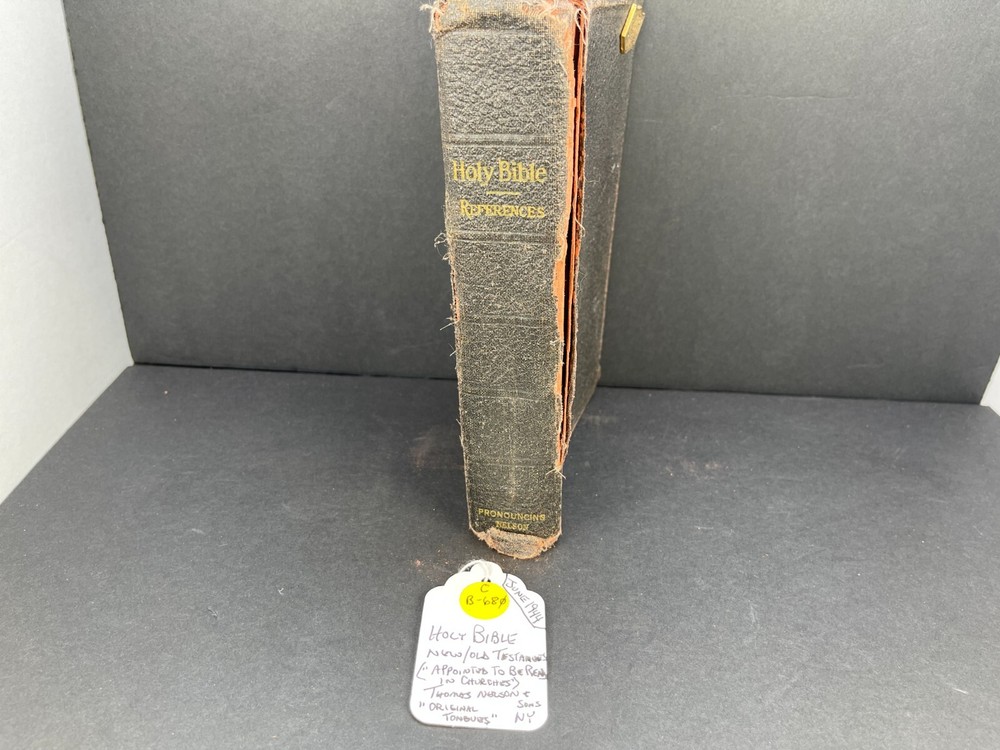 Holy Bible
REFERENCES
PRONOUNCING
NELSON
C
B-680
JUNE 1944
HOLY BIBLE
NEW/OLD TESTAMENTS
("APPOINTED TO BE READ
IN CHURCHES")
THOMAS NELSON &
SONS
"ORIGINAL
TONGUES" NY